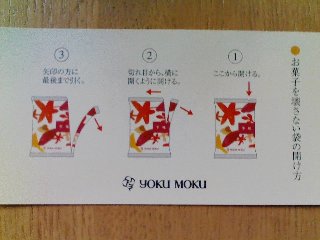 お菓子を壊さない袋の開け方
①
ここから開ける。
②
切れ目から、横に
開くように開ける。
③
矢印の方に
最後まで引く。
YOKU MOKU